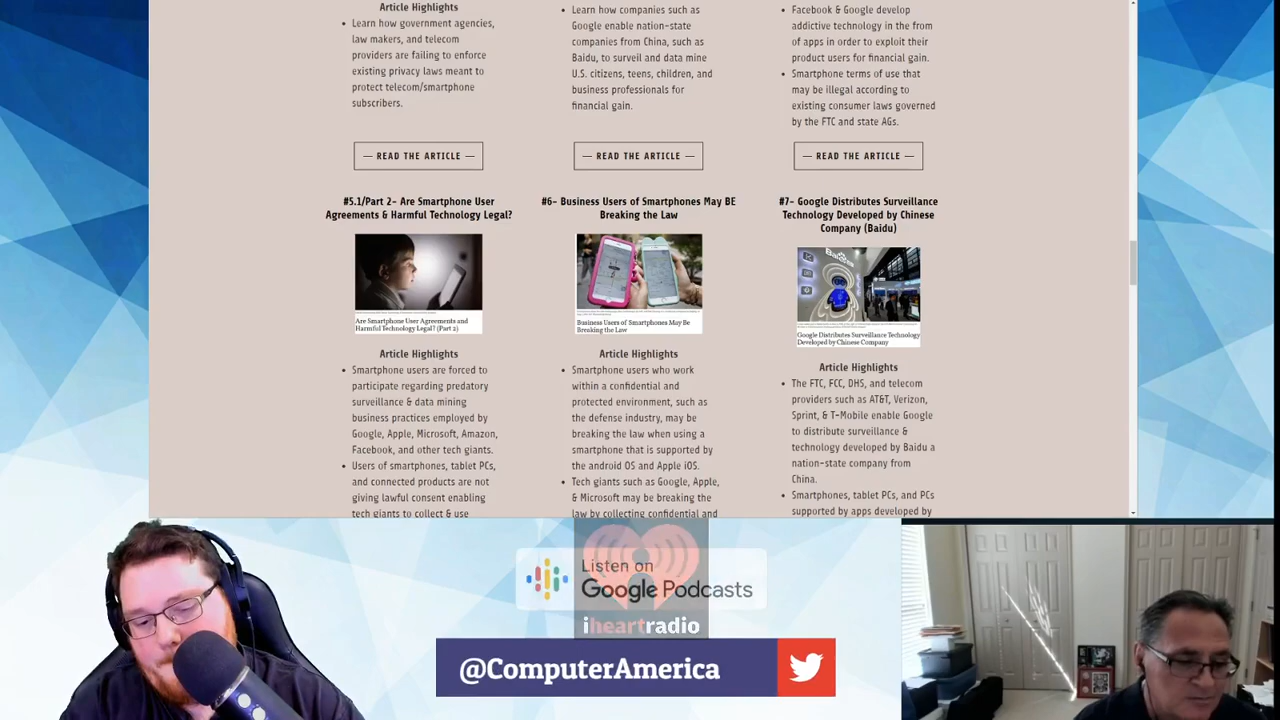 Article Highlights
Learn how government agencies,
law makers, and telecom
providers are failing to enforce
existing privacy laws meant to
protect telecom/smartphone
subscribers.
Learn how companies such as
Google enable nation-state
companies from China, such as
Baidu, to surveil and data mine
U.S. citizens, teens, children, and
business professionals for
financial gain.
Facebook & Google develop
addictive technology in the from
of apps in order to exploit their
product users for financial gain.
Smartphone terms of use that
may be illegal according to
existing consumer laws governed
by the FTC and state AGs.
— READ THE ARTICLE —
— READ THE ARTICLE —
— READ THE ARTICLE —
#5.1/Part 2- Are Smartphone User
Agreements & Harmful Technology Legal?
Are Smartphone User Agreements and
Harmful Technology Legal? (Part 2)
Article Highlights
Smartphone users are forced to
participate regarding predatory
surveillance & data mining
business practices employed by
Google, Apple, Microsoft, Amazon,
Facebook, and other tech giants.
Users of smartphones, tablet PCs,
and connected products are not
giving lawful consent enabling
tech giants to collect & use
#6- Business Users of Smartphones May BE
Breaking the Law
Business Users of Smartphones May Be
Breaking the Law
Article Highlights
Smartphone users who work
within a confidential and
protected environment, such as
the defense industry, may be
breaking the law when using a
smartphone that is supported by
the android OS and Apple iOS.
Tech giants such as Google, Apple,
& Microsoft may be breaking the
law by collecting confidential and
#7- Google Distributes Surveillance
Technology Developed by Chinese
Company (Baidu)
Google Distributes Surveillance Technology
Developed by Chinese Company
Article Highlights
The FTC, FCC, DHS, and telecom
providers such as AT&T, Verizon,
Sprint, & T-Mobile enable Google
to distribute surveillance &
technology developed by Baidu a
nation-state company from
China.
Smartphones, tablet PCs, and PCs
supported by apps developed by
Listen on
Google Podcasts
iheartradio
@ComputerAmerica